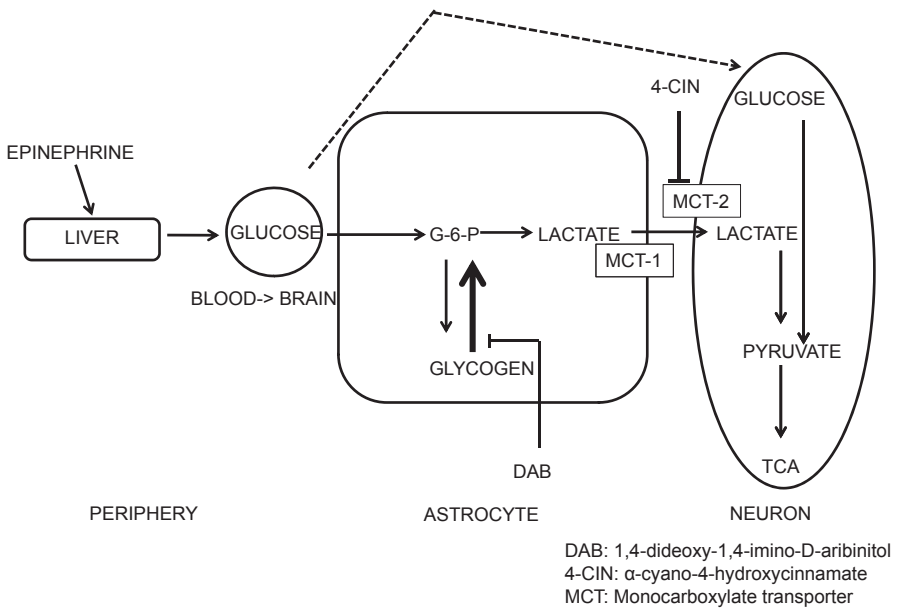 4-CIN
GLUCOSE
EPINEPHRINE
MCT-2
LIVER
GLUCOSE
G-6-P
LACTATE
LACTATE
MCT-1
BLOOD-> BRAIN
PYRUVATE
GLYCOGEN
DAB
TCA
PERIPHERY
ASTROCYTE
NEURON
DAB: 1,4-dideoxy-1,4-imino-D-aribinitol
4-CIN: α-cyano-4-hydroxycinnamate
MCT: Monocarboxylate transporter